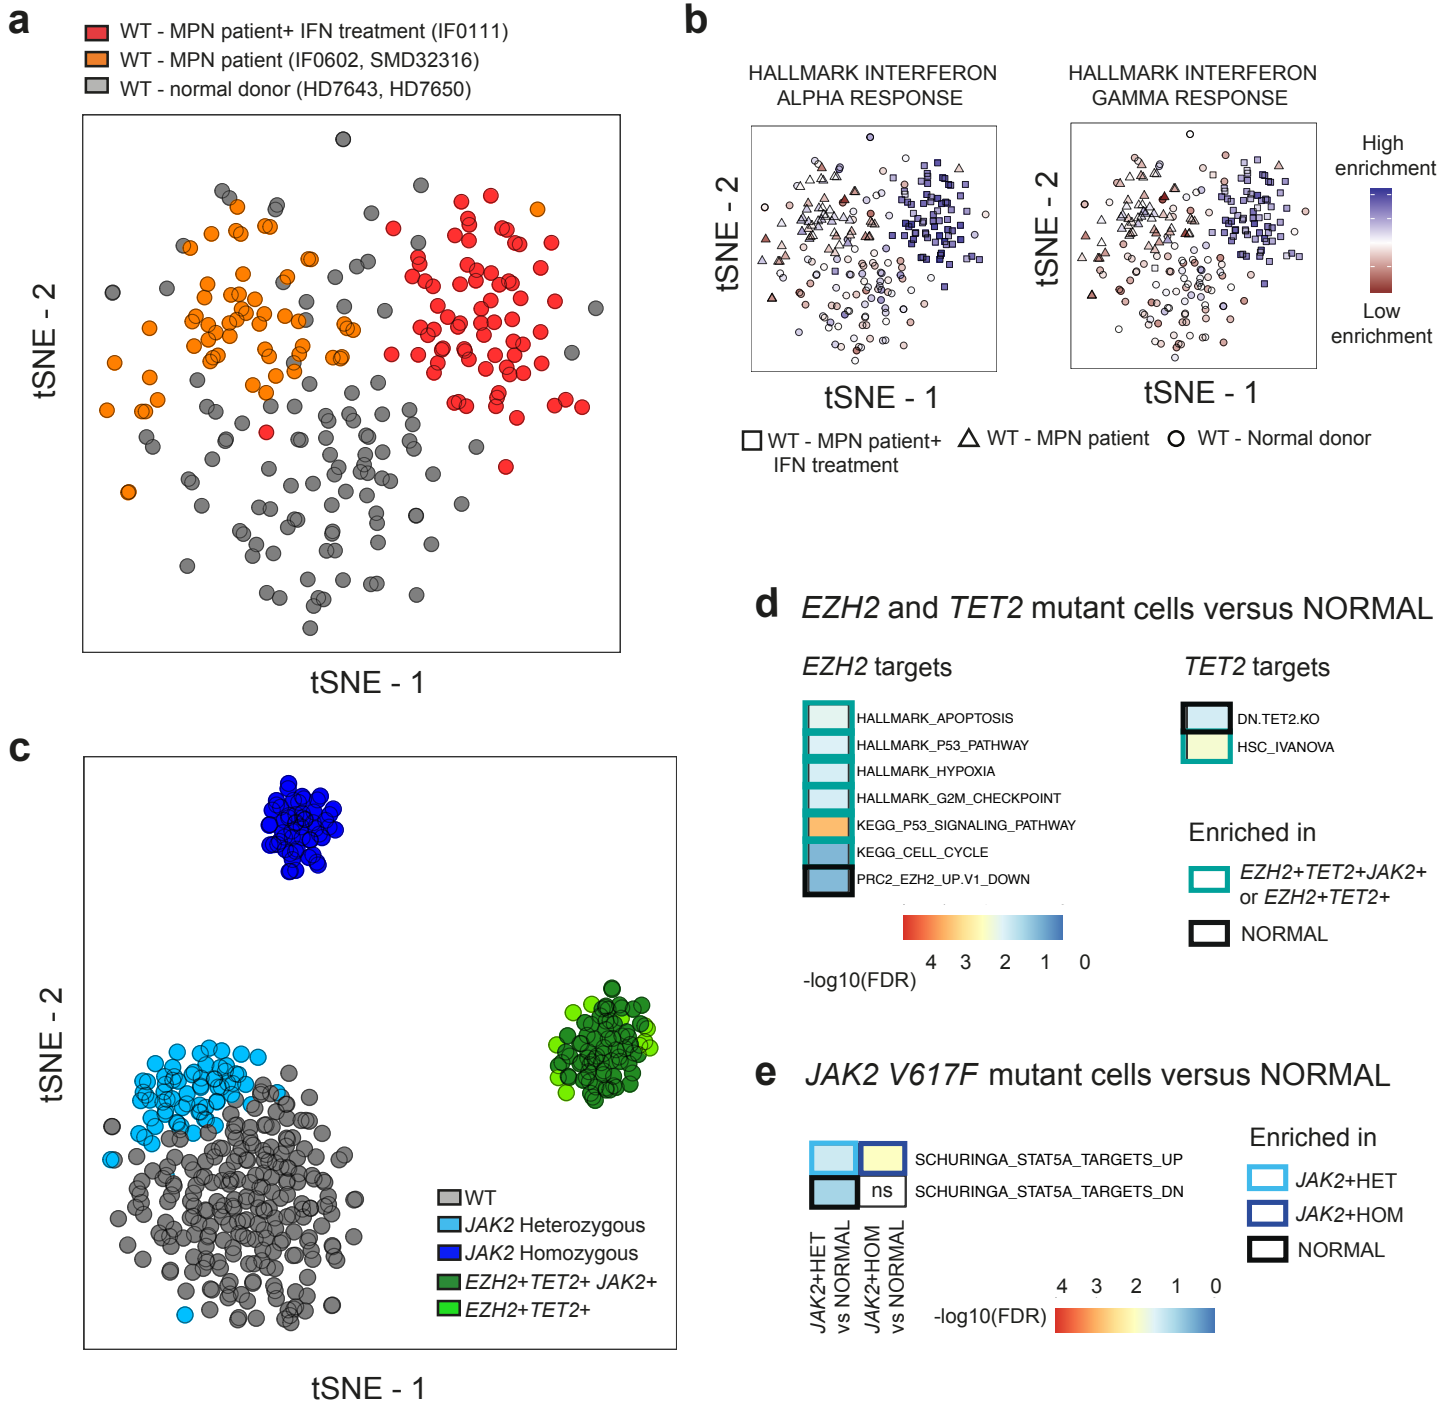 a
WT - MPN patient+ IFN treatment (IF0111)
WT - MPN patient (IF0602, SMD32316)
WT - normal donor (HD7643, HD7650)
tSNE - 2
tSNE - 1
b
HALLMARK INTERFERON
ALPHA RESPONSE
HALLMARK INTERFERON
GAMMA RESPONSE
tSNE - 2
tSNE - 1
tSNE - 2
tSNE - 1
High
enrichment
Low
enrichment
WT - MPN patient+
IFN treatment
WT - MPN patient
WT - Normal donor
c
tSNE - 2
tSNE - 1
WT
JAK2 Heterozygous
JAK2 Homozygous
EZH2+TET2+ JAK2+
EZH2+TET2+
d
EZH2 and TET2 mutant cells versus NORMAL
EZH2 targets
HALLMARK_APOPTOSIS
HALLMARK_P53_PATHWAY
HALLMARK_HYPOXIA
HALLMARK_G2M_CHECKPOINT
KEGG_P53_SIGNALING_PATHWAY
KEGG_CELL_CYCLE
PRC2_EZH2_UP.V1_DOWN
-log10(FDR)
4 3 2 1 0
TET2 targets
DN.TET2.KO
HSC_IVANOVA
Enriched in
EZH2+TET2+JAK2+
or EZH2+TET2+
NORMAL
e
JAK2 V617F mutant cells versus NORMAL
SCHURINGA_STAT5A_TARGETS_UP
ns
SCHURINGA_STAT5A_TARGETS_DN
JAK2+HET
vs NORMAL
JAK2+HOM
vs NORMAL
-log10(FDR)
4 3 2 1 0
Enriched in
JAK2+HET
JAK2+HOM
NORMAL